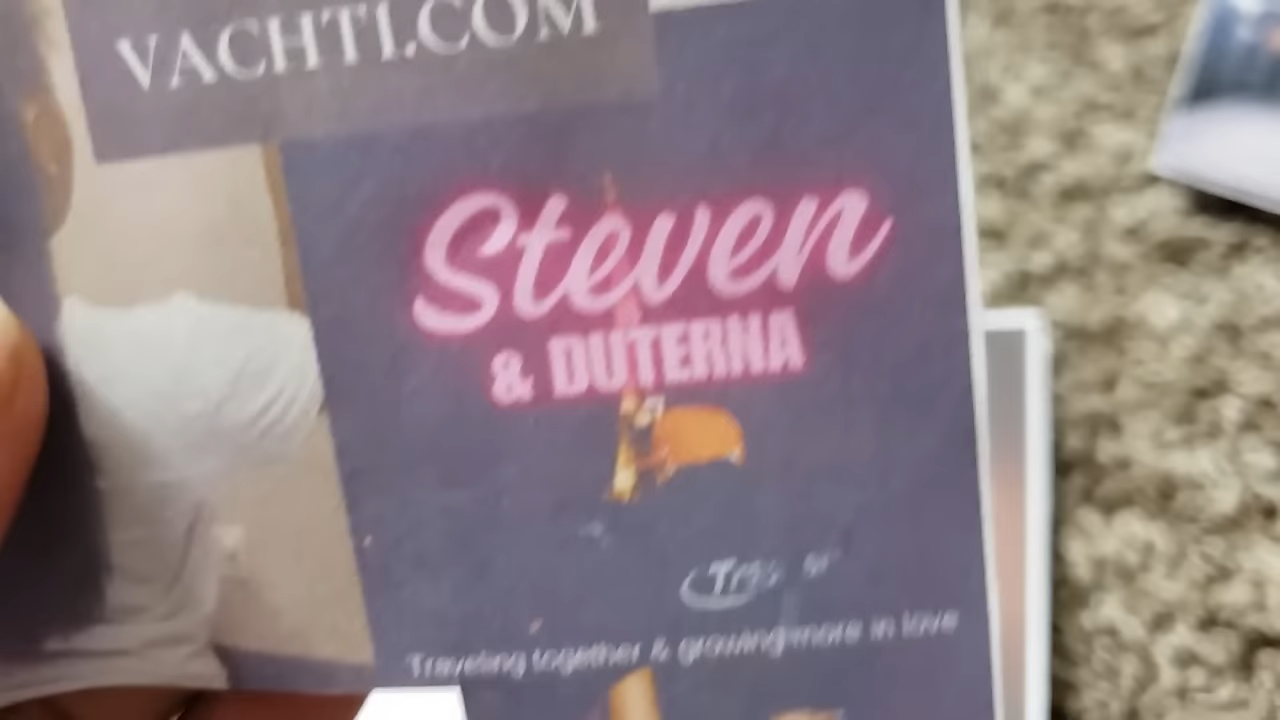 VACHTI.COM
Steven
& DUTERNA
Traveling together & growing more in love